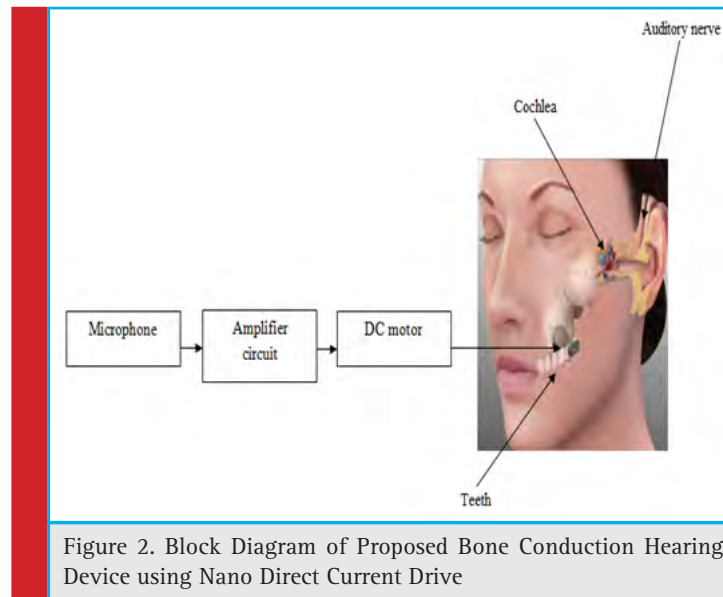 Auditory nerve
Cochlea
Microphone
Amplifier
circuit
DC motor
Teeth
Figure 2. Block Diagram of Proposed Bone Conduction Hearing
Device using Nano Direct Current Drive